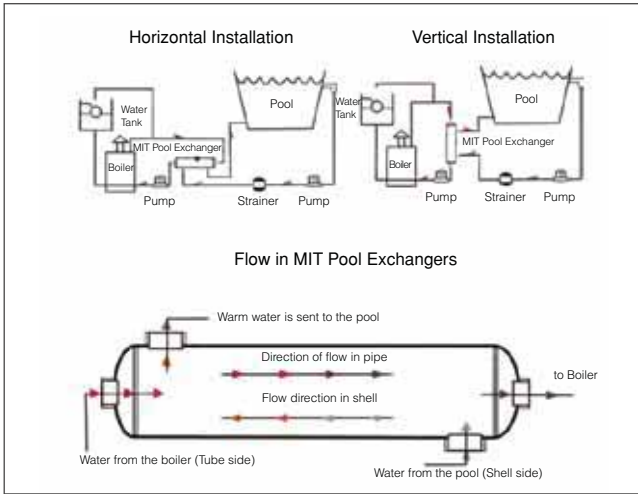 Horizontal Installation
Vertical Installation
Pool
Water
Tank
MIT Pool Exchanger
Boiler
Pump
Strainer
Pump
Pool
Water
Tank
MIT Pool Exchanger
Boiler
Pump
Strainer
Pump
Flow in MIT Pool Exchangers
Warm water is sent to the pool
Direction of flow in pipe
to Boiler
Flow direction in shell
Water from the boiler (Tube side)
Water from the pool (Shell side)